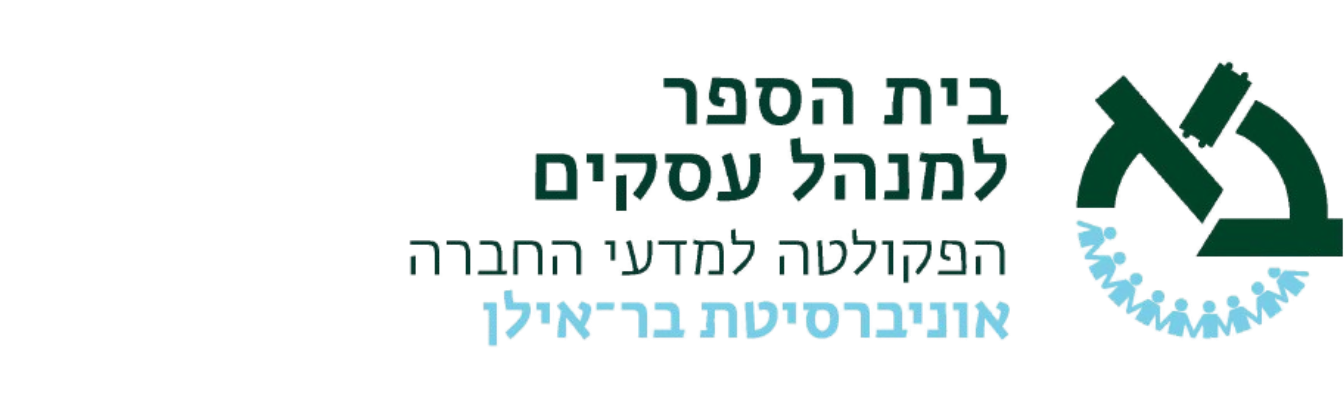 בית הספר
למנהל עסקים
הפקולטה למדעי החברה
אוניברסיטת בר־אילן